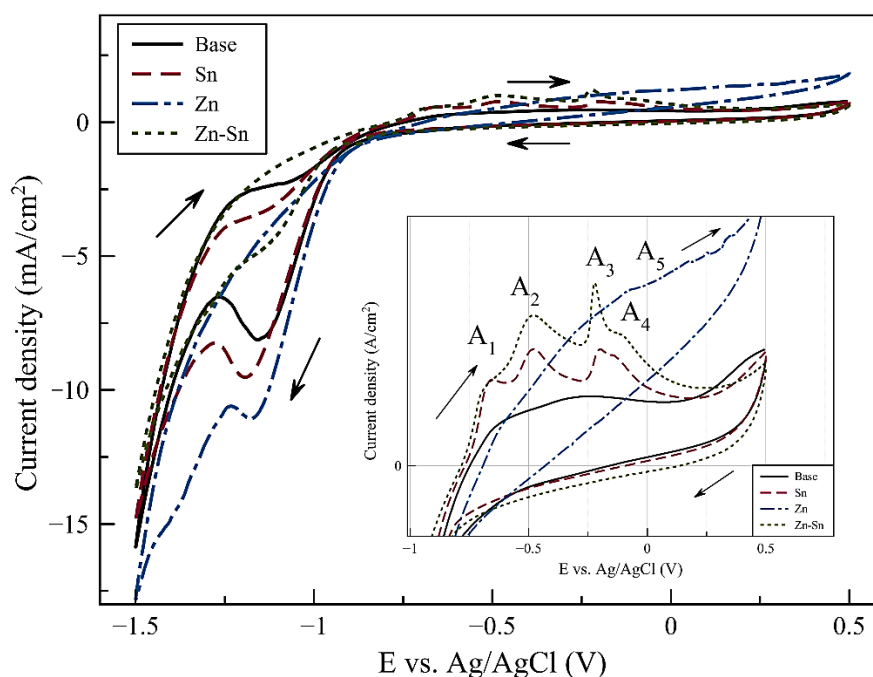 Base
Sn
Zn
Zn-Sn
0
−5
−10
−15
Current density (mA/cm²)
−1.5
−1
−0.5
0
0.5
E vs. Ag/AgCl (V)
A₁
A₂
A₃
A₄
A₅
Current density (A/cm²)
0
Base
Sn
Zn
Zn-Sn
−1
−0.5
0
0.5
E vs. Ag/AgCl (V)